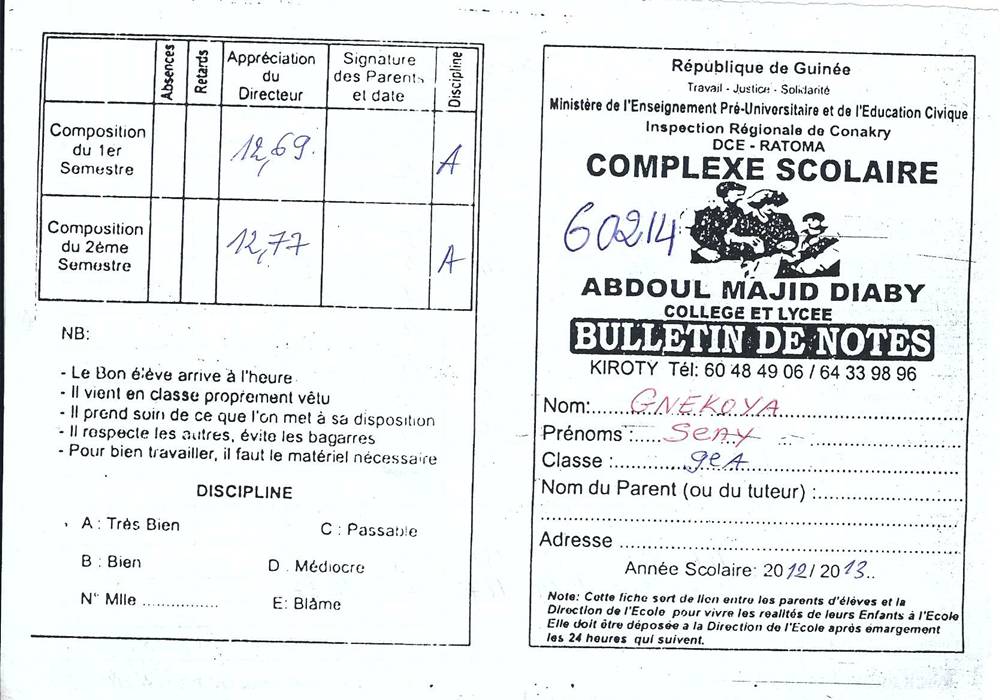 Absences
Retards
Appréciation du Directeur
Signature des Parents et date
Discipline
Composition du 1er Semestre
12,69.
A
Composition du 2ème Semestre
12,77
A
NB:
- Le Bon élève arrive à l'heure
- Il vient en classe proprement vêtu
- Il prend soin de ce que l'on met à sa disposition
- Il respecte les autres, évite les bagarres
- Pour bien travailler, il faut le matériel nécessaire
DISCIPLINE
A : Très Bien
C : Passable
B : Bien
D . Médiocre
N° Mlle .................
E: Blâme
République de Guinée
Travail - Justice - Solidarité
Ministère de l'Enseignement Pré-Universitaire et de l'Education Civique
Inspection Régionale de Conakry
DCE - RATOMA
COMPLEXE SCOLAIRE
60214
ABDOUL MAJID DIABY
COLLEGE ET LYCEE
BULLETIN DE NOTES
KIROTY Tél: 60 48 49 06 / 64 33 98 96
Nom:...... GNEKOYA
Prénoms :..... Seny
Classe :............ 9e A
Nom du Parent (ou du tuteur) :........................
Adresse ........................
Année Scolaire: 2012/ 2013..
Note: Cette fiche sert de lien entre les parents d'élèves et la
Direction de l'Ecole pour vivre les realités de leurs Enfants à l'Ecole
Elle doit être déposée a la Direction de l'Ecole après émargement
les 24 heures qui suivent.